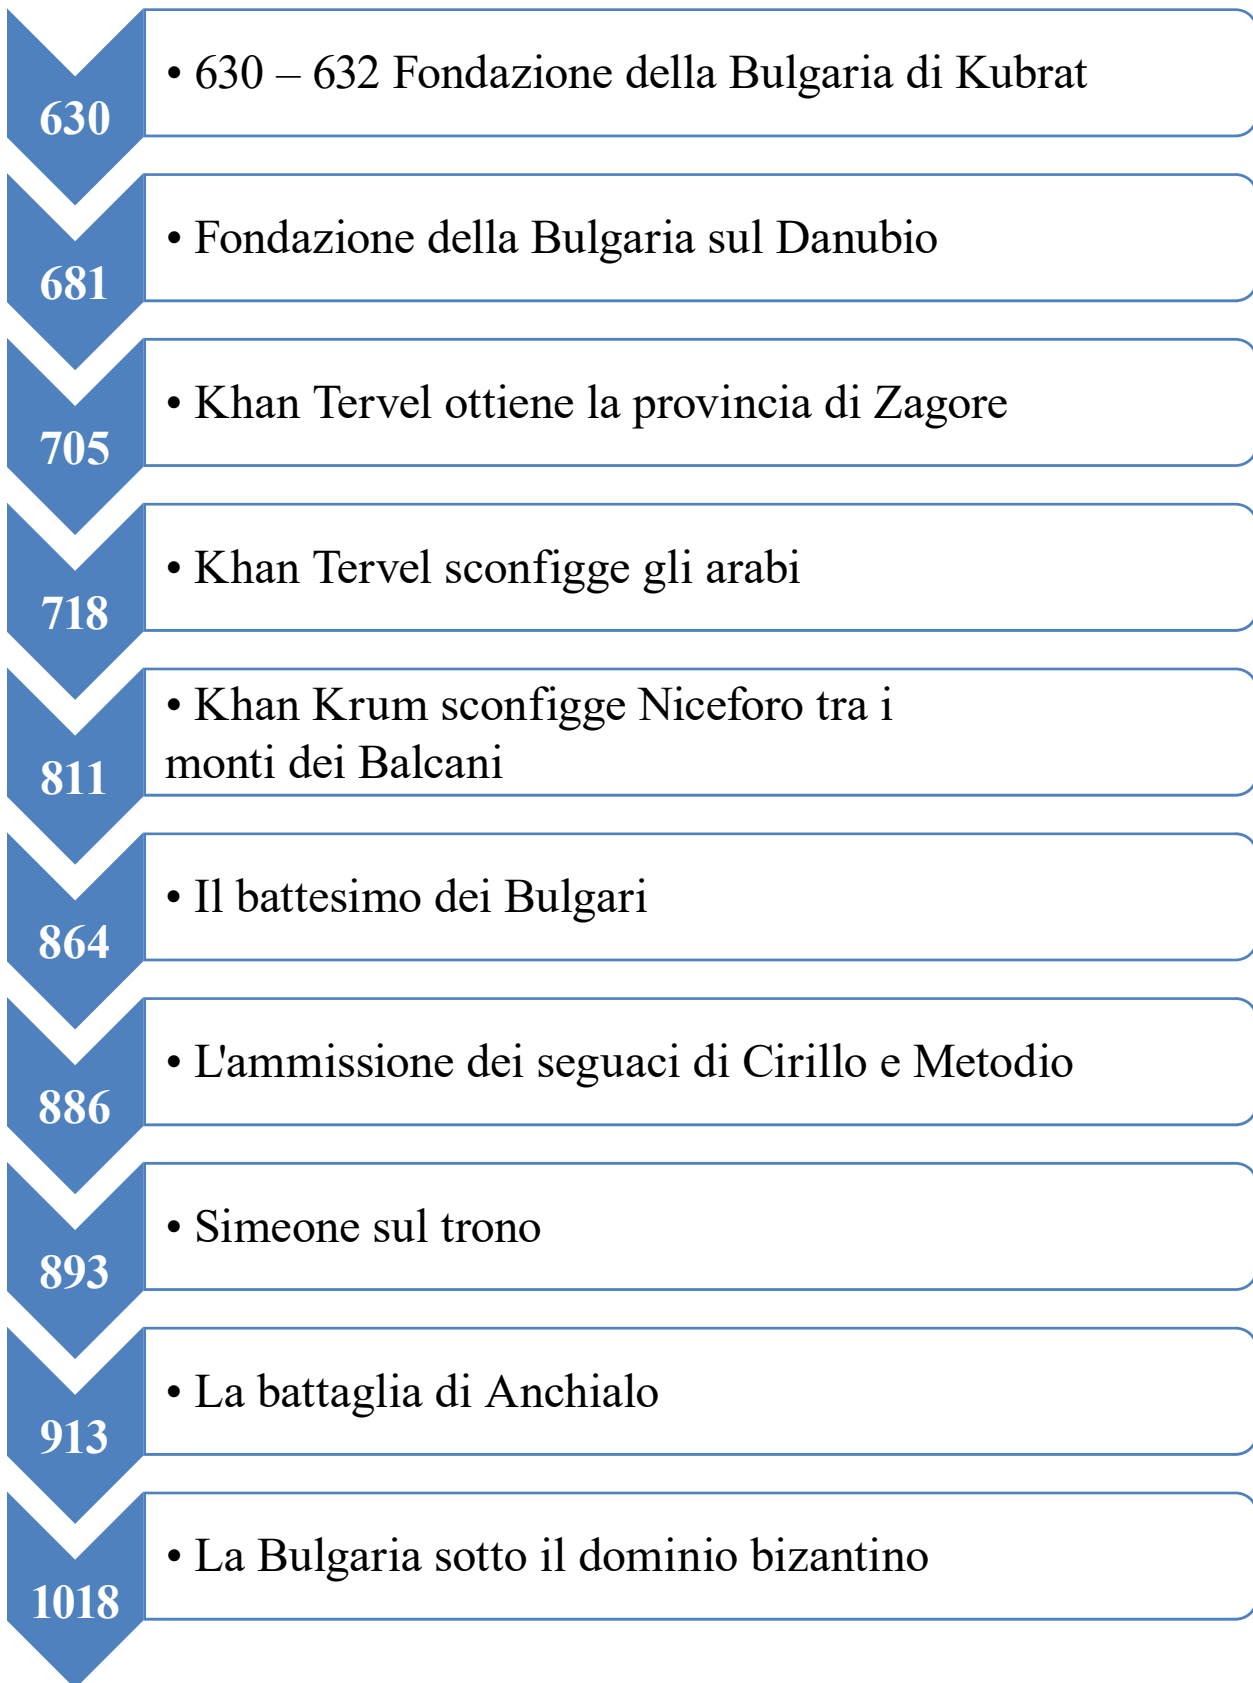 630
• 630 – 632 Fondazione della Bulgaria di Kubrat
681
• Fondazione della Bulgaria sul Danubio
705
• Khan Tervel ottiene la provincia di Zagore
718
• Khan Tervel sconfigge gli arabi
811
• Khan Krum sconfigge Niceforo tra i
monti dei Balcani
864
• Il battesimo dei Bulgari
886
• L'ammissione dei seguaci di Cirillo e Metodio
893
• Simeone sul trono
913
• La battaglia di Anchialo
1018
• La Bulgaria sotto il dominio bizantino